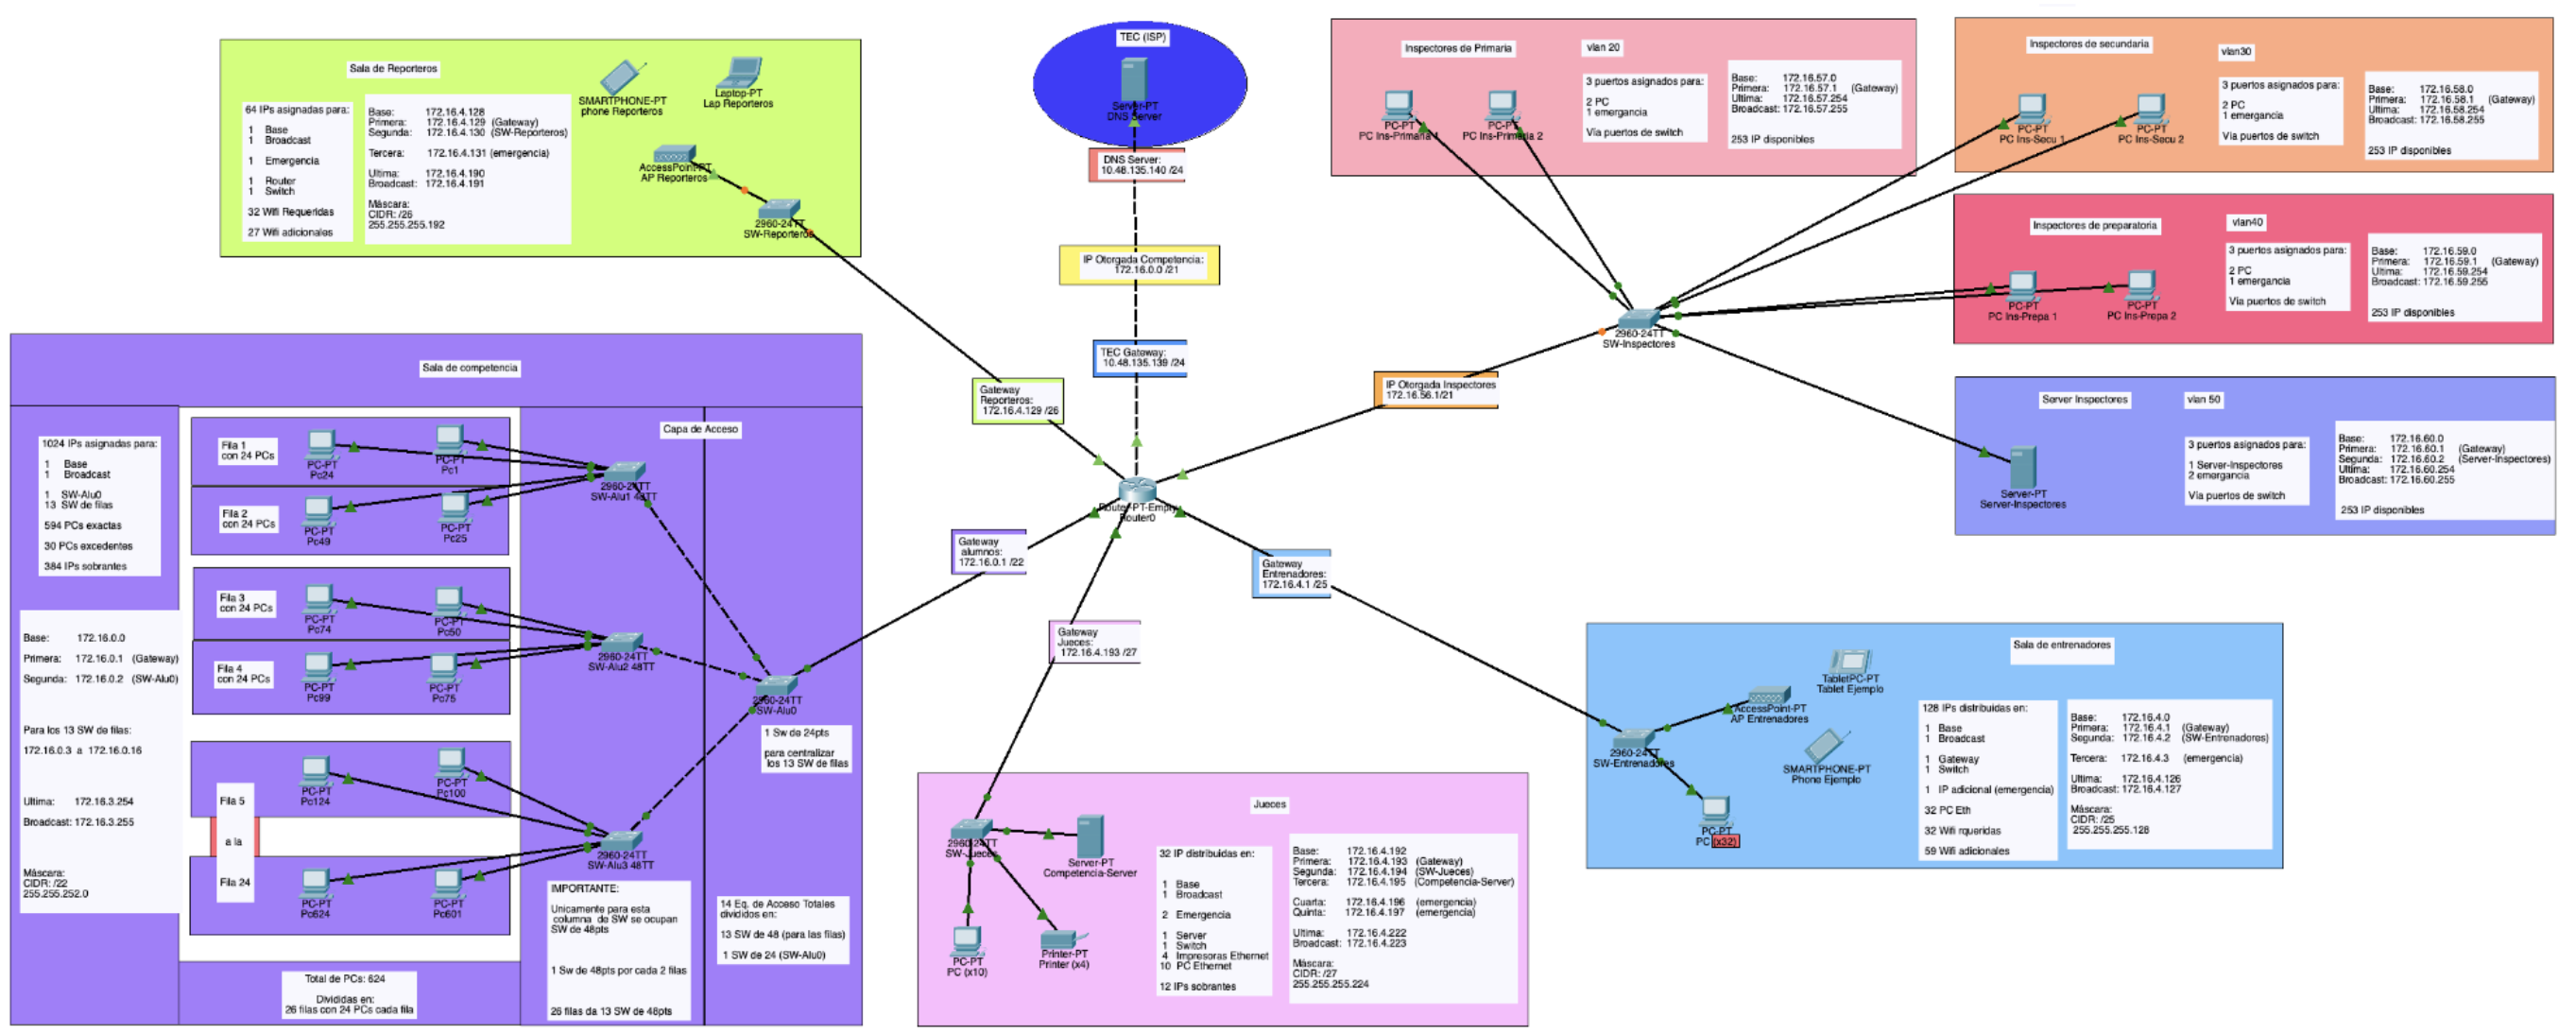 Sala de Reporteros
64 IPs asignadas para:
1 Base
1 Broadcast
1 Emergencia
1 Router
1 Switch
32 Wifi Requeridas
27 Wifi adicionales
Base: 172.16.4.128
Primera: 172.16.4.129 (Gateway)
Segunda: 172.16.4.130 (SW-Reporteros)
Tercera: 172.16.4.131 (emergencia)
Ultima: 172.16.4.190
Broadcast: 172.16.4.191
Máscara:
CIDR: /26
255.255.255.192
SMARTPHONE-PT
phone Reporteros
Laptop-PT
Lap Reporteros
AccessPoint-PT
AP Reporteros
2960-24TT
SW-Reporteros
TEC (ISP)
Server-PT
DNS Server
DNS Server:
10.48.135.140 /24
IP Otorgada Competencia:
172.16.0.0 /21
TEC Gateway:
10.48.135.139 /24
Gateway
Reporteros:
172.16.4.129 /26
IP Otorgada Inspectores
172.16.56.1/21
Router-PT-Empty
Router0
Gateway
alumnos:
172.16.0.1 /22
Gateway
Jueces:
172.16.4.193 /27
Gateway
Entrenadores:
172.16.4.1 /25
Inspectores de Primaria
vlan 20
PC-PT
PC Ins-Primaria 1
PC-PT
PC Ins-Primaria 2
3 puertos asignados para:
2 PC
1 emergancia
Via puertos de switch
Base: 172.16.57.0
Primera: 172.16.57.1 (Gateway)
Ultima: 172.16.57.254
Broadcast: 172.16.57.255
253 IP disponibles
Inspectores de secundaria
vlan30
PC-PT
PC Ins-Secu 1
PC-PT
PC Ins-Secu 2
3 puertos asignados para:
2 PC
1 emergancia
Via puertos de switch
Base: 172.16.58.0
Primera: 172.16.58.1 (Gateway)
Ultima: 172.16.58.254
Broadcast: 172.16.58.255
253 IP disponibles
Inspectores de preparatoria
vlan40
PC-PT
PC Ins-Prepa 1
PC-PT
PC Ins-Prepa 2
3 puertos asignados para:
2 PC
1 emergancia
Via puertos de switch
Base: 172.16.59.0
Primera: 172.16.59.1 (Gateway)
Ultima: 172.16.59.254
Broadcast: 172.16.59.255
253 IP disponibles
2960-24TT
SW-Inspectores
Server Inspectores
vlan 50
Server-PT
Server-Inspectores
3 puertos asignados para:
1 Server-Inspectores
2 emergancia
Via puertos de switch
Base: 172.16.60.0
Primera: 172.16.60.1 (Gateway)
Segunda: 172.16.60.2 (Server-Inspectores)
Ultima: 172.16.60.254
Broadcast: 172.16.60.255
253 IP disponibles
Sala de competencia
1024 IPs asignadas para:
1 Base
1 Broadcast
1 SW-Alu0
13 SW de filas
594 PCs exactas
30 PCs excedentes
384 IPs sobrantes
Base: 172.16.0.0
Primera: 172.16.0.1 (Gateway)
Segunda: 172.16.0.2 (SW-Alu0)
Para los 13 SW de filas:
172.16.0.3 a 172.16.0.16
Ultima: 172.16.3.254
Broadcast: 172.16.3.255
Máscara:
CIDR: /22
255.255.252.0
Fila 1
con 24 PCs
PC-PT
Pc24
PC-PT
Pc1
Fila 2
con 24 PCs
PC-PT
Pc49
PC-PT
Pc25
Fila 3
con 24 PCs
PC-PT
Pc74
PC-PT
Pc50
Fila 4
con 24 PCs
PC-PT
Pc99
PC-PT
Pc75
Fila 5
a la
Fila 24
PC-PT
Pc124
PC-PT
Pc100
PC-PT
Pc624
PC-PT
Pc601
Total de PCs: 624
Divididas en:
26 filas con 24 PCs cada fila
Capa de Acceso
2960-24TT
SW-Alu1 48TT
2960-24TT
SW-Alu2 48TT
2960-24TT
SW-Alu3 48TT
2960-24TT
SW-Alu0
1 Sw de 24pts
para centralizar
los 13 SW de filas
IMPORTANTE:
Unicamente para esta
columna de SW se ocupan
SW de 48pts
1 Sw de 48pts por cada 2 filas
26 filas da 13 SW de 48pts
14 Eq. de Acceso Totales
divididos en:
13 SW de 48 (para las filas)
1 SW de 24 (SW-Alu0)
Jueces
2960-24TT
SW-Jueces
Server-PT
Competencia-Server
PC-PT
PC (x10)
Printer-PT
Printer (x4)
32 IP distribuidas en:
1 Base
1 Broadcast
2 Emergencia
1 Server
1 Switch
4 Impresoras Ethernet
10 PC Ethernet
12 IPs sobrantes
Base: 172.16.4.192
Primera: 172.16.4.193 (Gateway)
Segunda: 172.16.4.194 (SW-Jueces)
Tercera: 172.16.4.195 (Competencia-Server)
Cuarta: 172.16.4.196 (emergencia)
Quinta: 172.16.4.197 (emergencia)
Ultima: 172.16.4.222
Broadcast: 172.16.4.223
Máscara:
CIDR: /27
255.255.255.224
Sala de entrenadores
TabletPC-PT
Tablet Ejemplo
AccessPoint-PT
AP Entrenadores
2960-24TT
SW-Entrenadores
SMARTPHONE-PT
Phone Ejemplo
PC-PT
PC (x32)
128 IPs distribuidas en:
1 Base
1 Broadcast
1 Gateway
1 Switch
1 IP adicional (emergencia)
32 PC Eth
32 Wifi rqueridas
59 Wifi adicionales
Base: 172.16.4.0
Primera: 172.16.4.1 (Gateway)
Segunda: 172.16.4.2 (SW-Entrenadores)
Tercera: 172.16.4.3 (emergencia)
Ultima: 172.16.4.126
Broadcast: 172.16.4.127
Máscara:
CIDR: /25
255.255.255.128